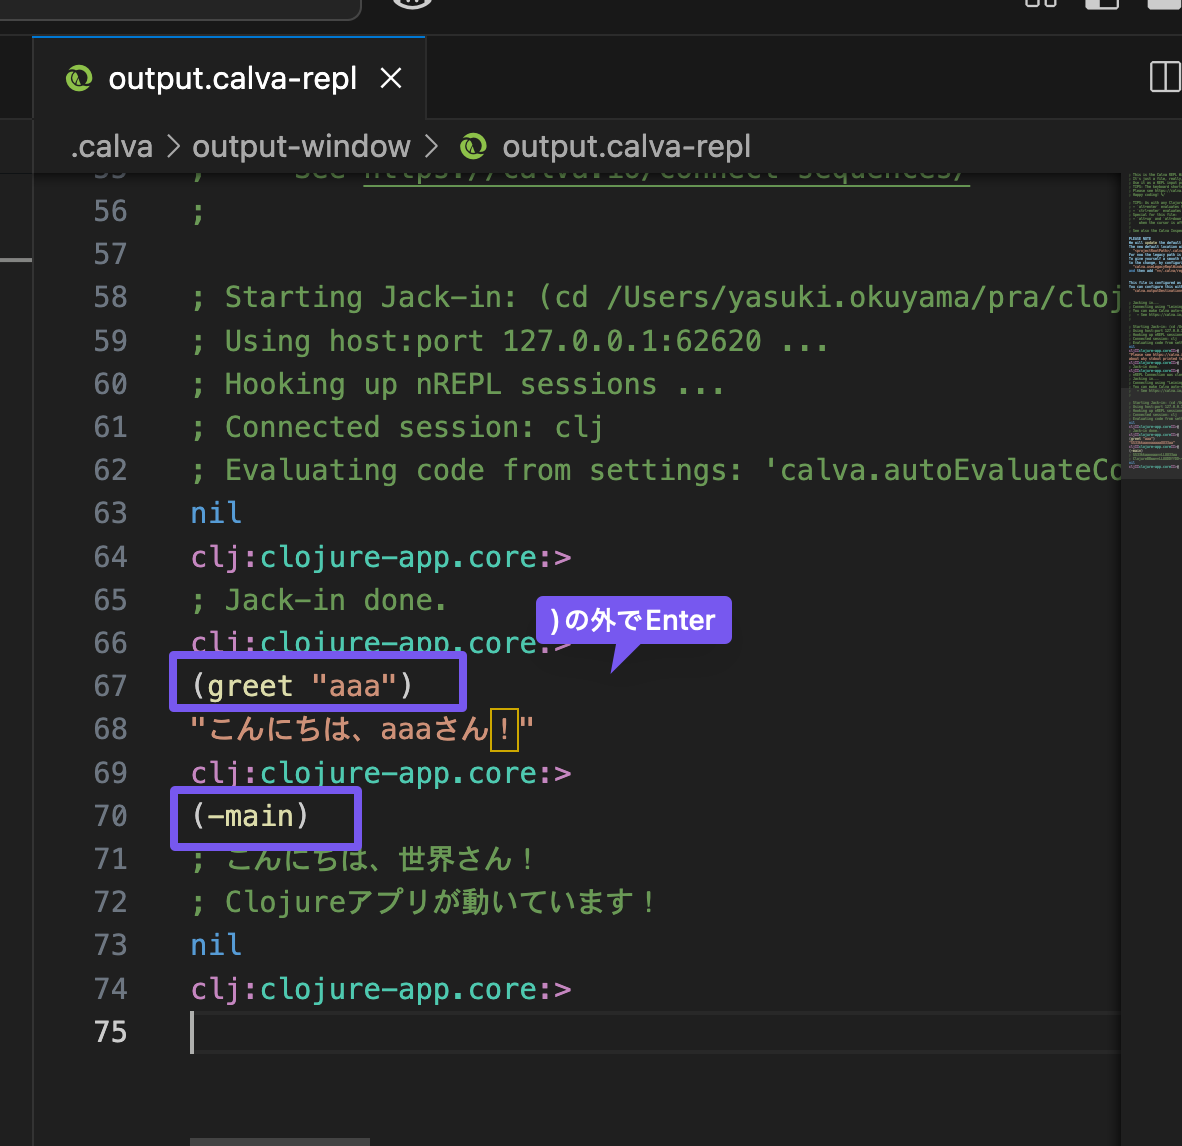 output.calva-repl
.calva > output-window > output.calva-repl
55 ; See https://calva.io/connect-sequences/
56 ;
57
58 ; Starting Jack-in: (cd /Users/yasuki.okuyama/pra/cloj
59 ; Using host:port 127.0.0.1:62620 ...
60 ; Hooking up nREPL sessions ...
61 ; Connected session: clj
62 ; Evaluating code from settings: 'calva.autoEvaluateCo
63 nil
64 clj:clojure-app.core:>
65 ; Jack-in done.
)の外でEnter
66 clj:clojure-app.core:>
67 (greet "aaa")
68 "こんにちは、aaaさん！"
69 clj:clojure-app.core:>
70 (-main)
71 ; こんにちは、世界さん！
72 ; Clojureアプリが動いています！
73 nil
74 clj:clojure-app.core:>
75